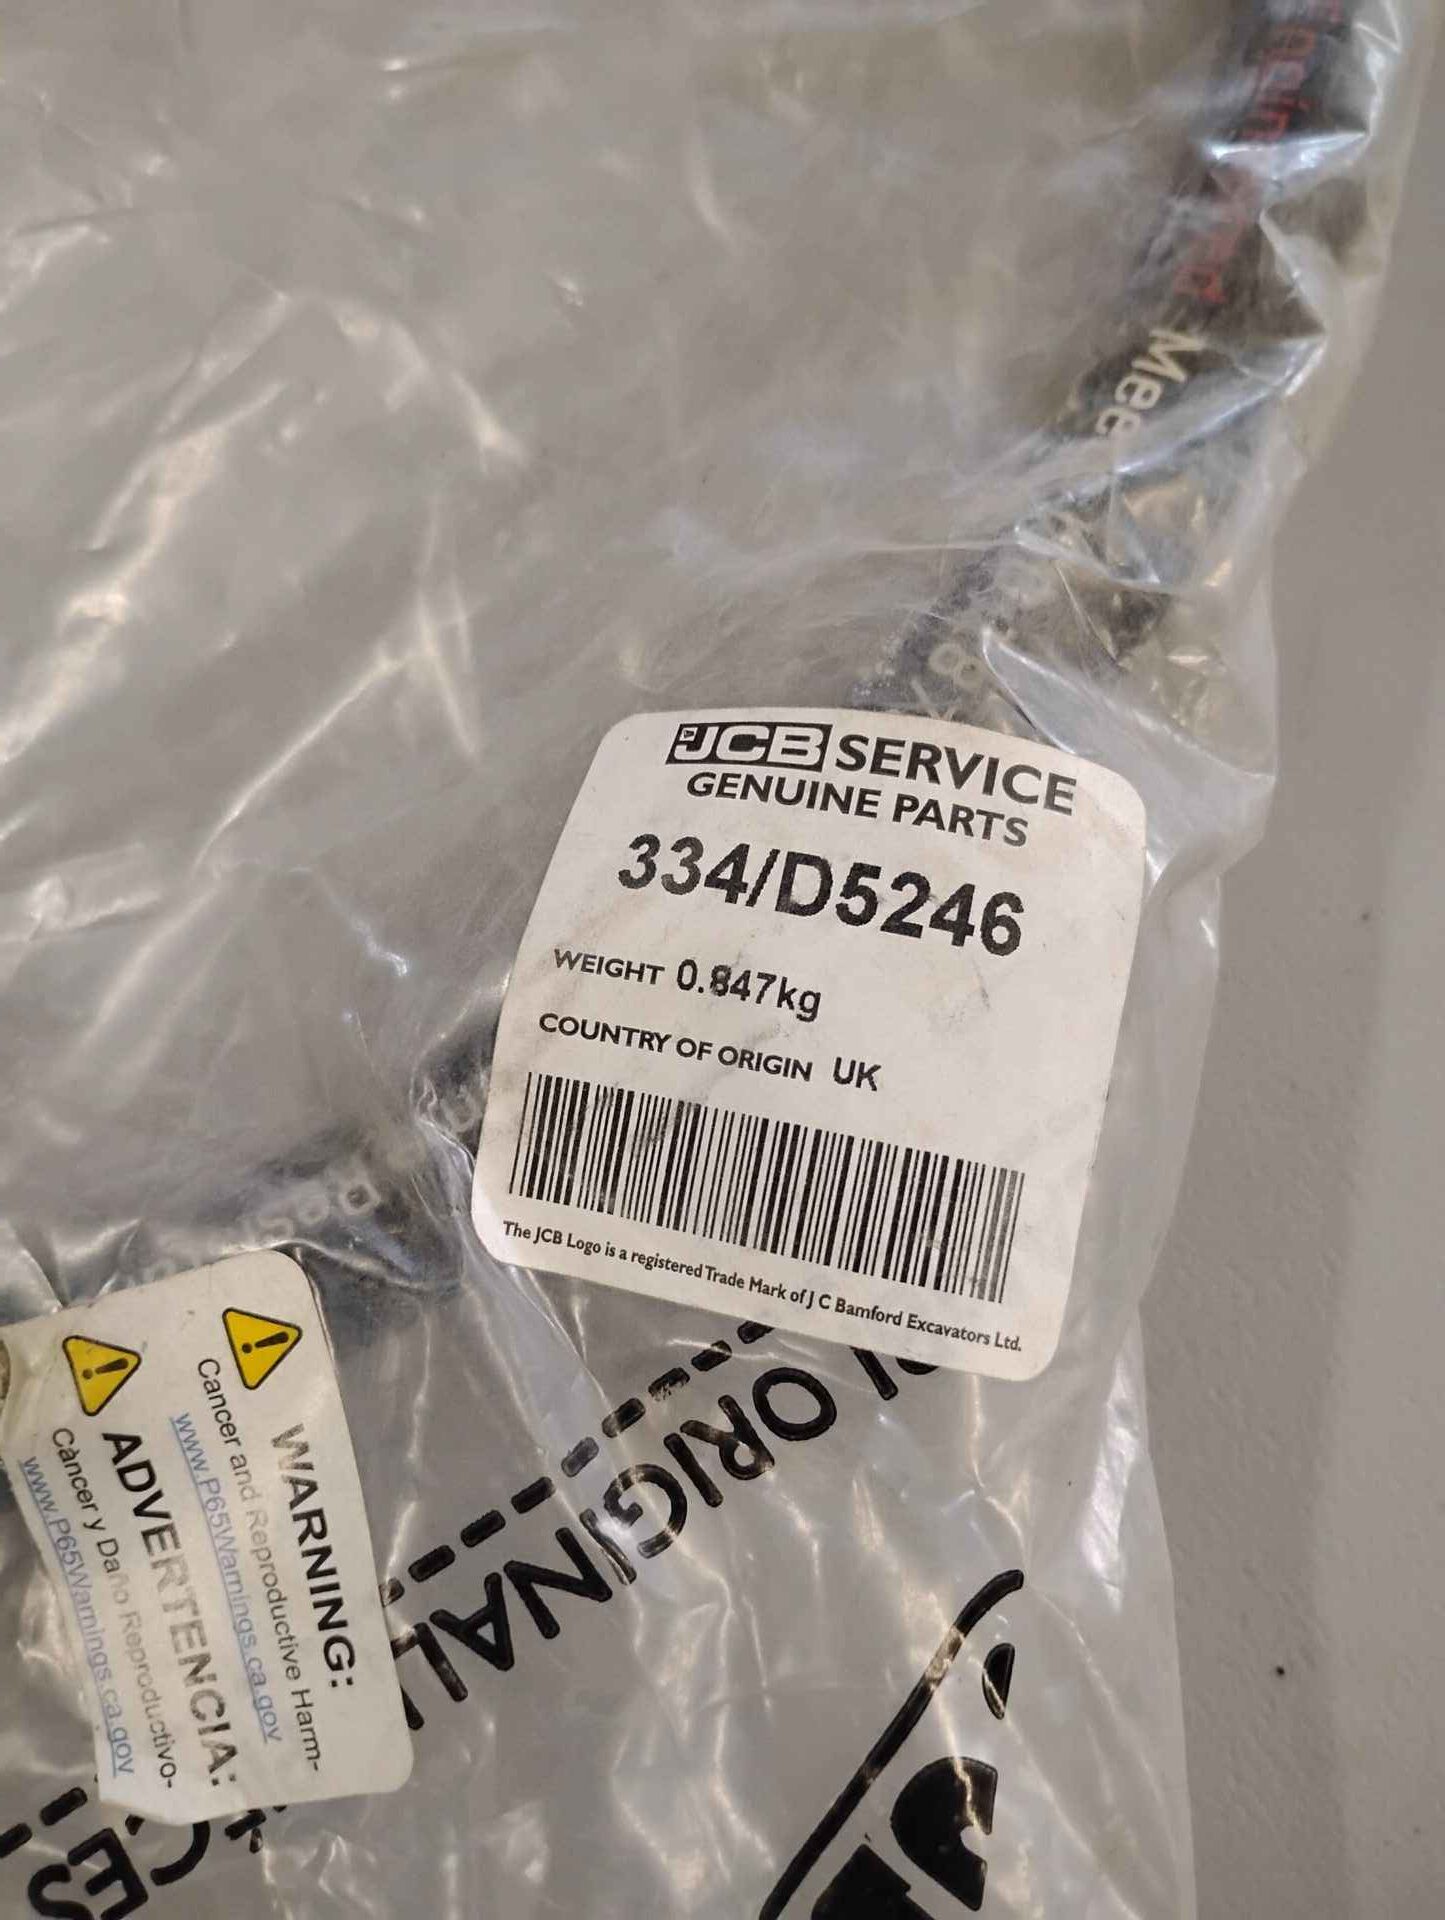 Mee
JCB SERVICE
GENUINE PARTS
334/D5246
WEIGHT 0.847kg
COUNTRY OF ORIGIN UK
The JCB Logo is a registered Trade Mark of J C Bamford Excavators Ltd.
WARNING:
Cancer and Reproductive Harm-
www.P65Warnings.ca.gov
ADVERTENCIA:
Cáncer y Daño Reproductivo-
www.P65Warnings.ca.gov
ORIGINAL